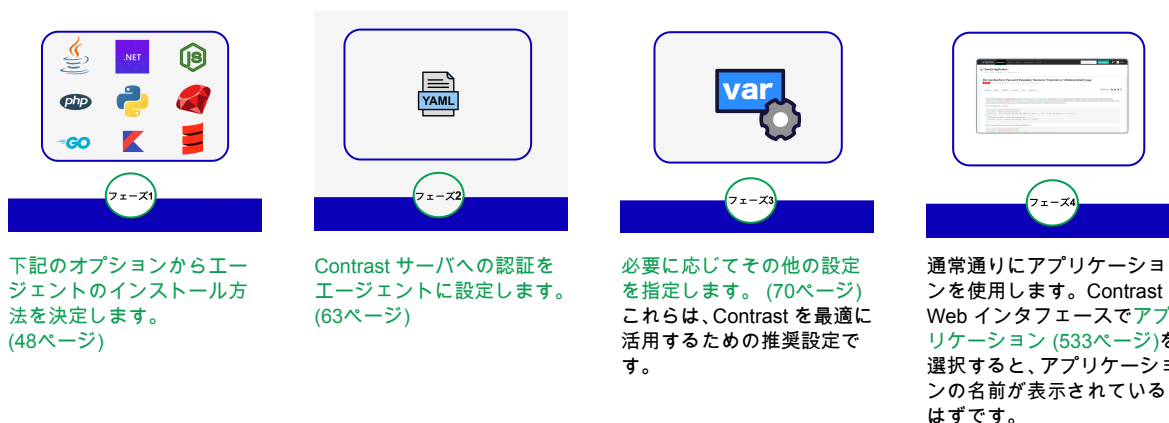 .NET
JS
php
GO
フェーズ1
下記のオプションからエー
ジェントのインストール方
法を決定します。
(48ページ)
YAML
フェーズ2
Contrast サーバへの認証を
エージェントに設定します。
(63ページ)
var
フェーズ3
必要に応じてその他の設定
を指定します。 (70ページ)
これらは、Contrast を最適に
活用するための推奨設定で
す。
フェーズ4
通常通りにアプリケーショ
ンを使用します。Contrast
Web インタフェースでアプ
リケーション (533ページ)を
選択すると、アプリケーショ
ンの名前が表示されている
はずです。